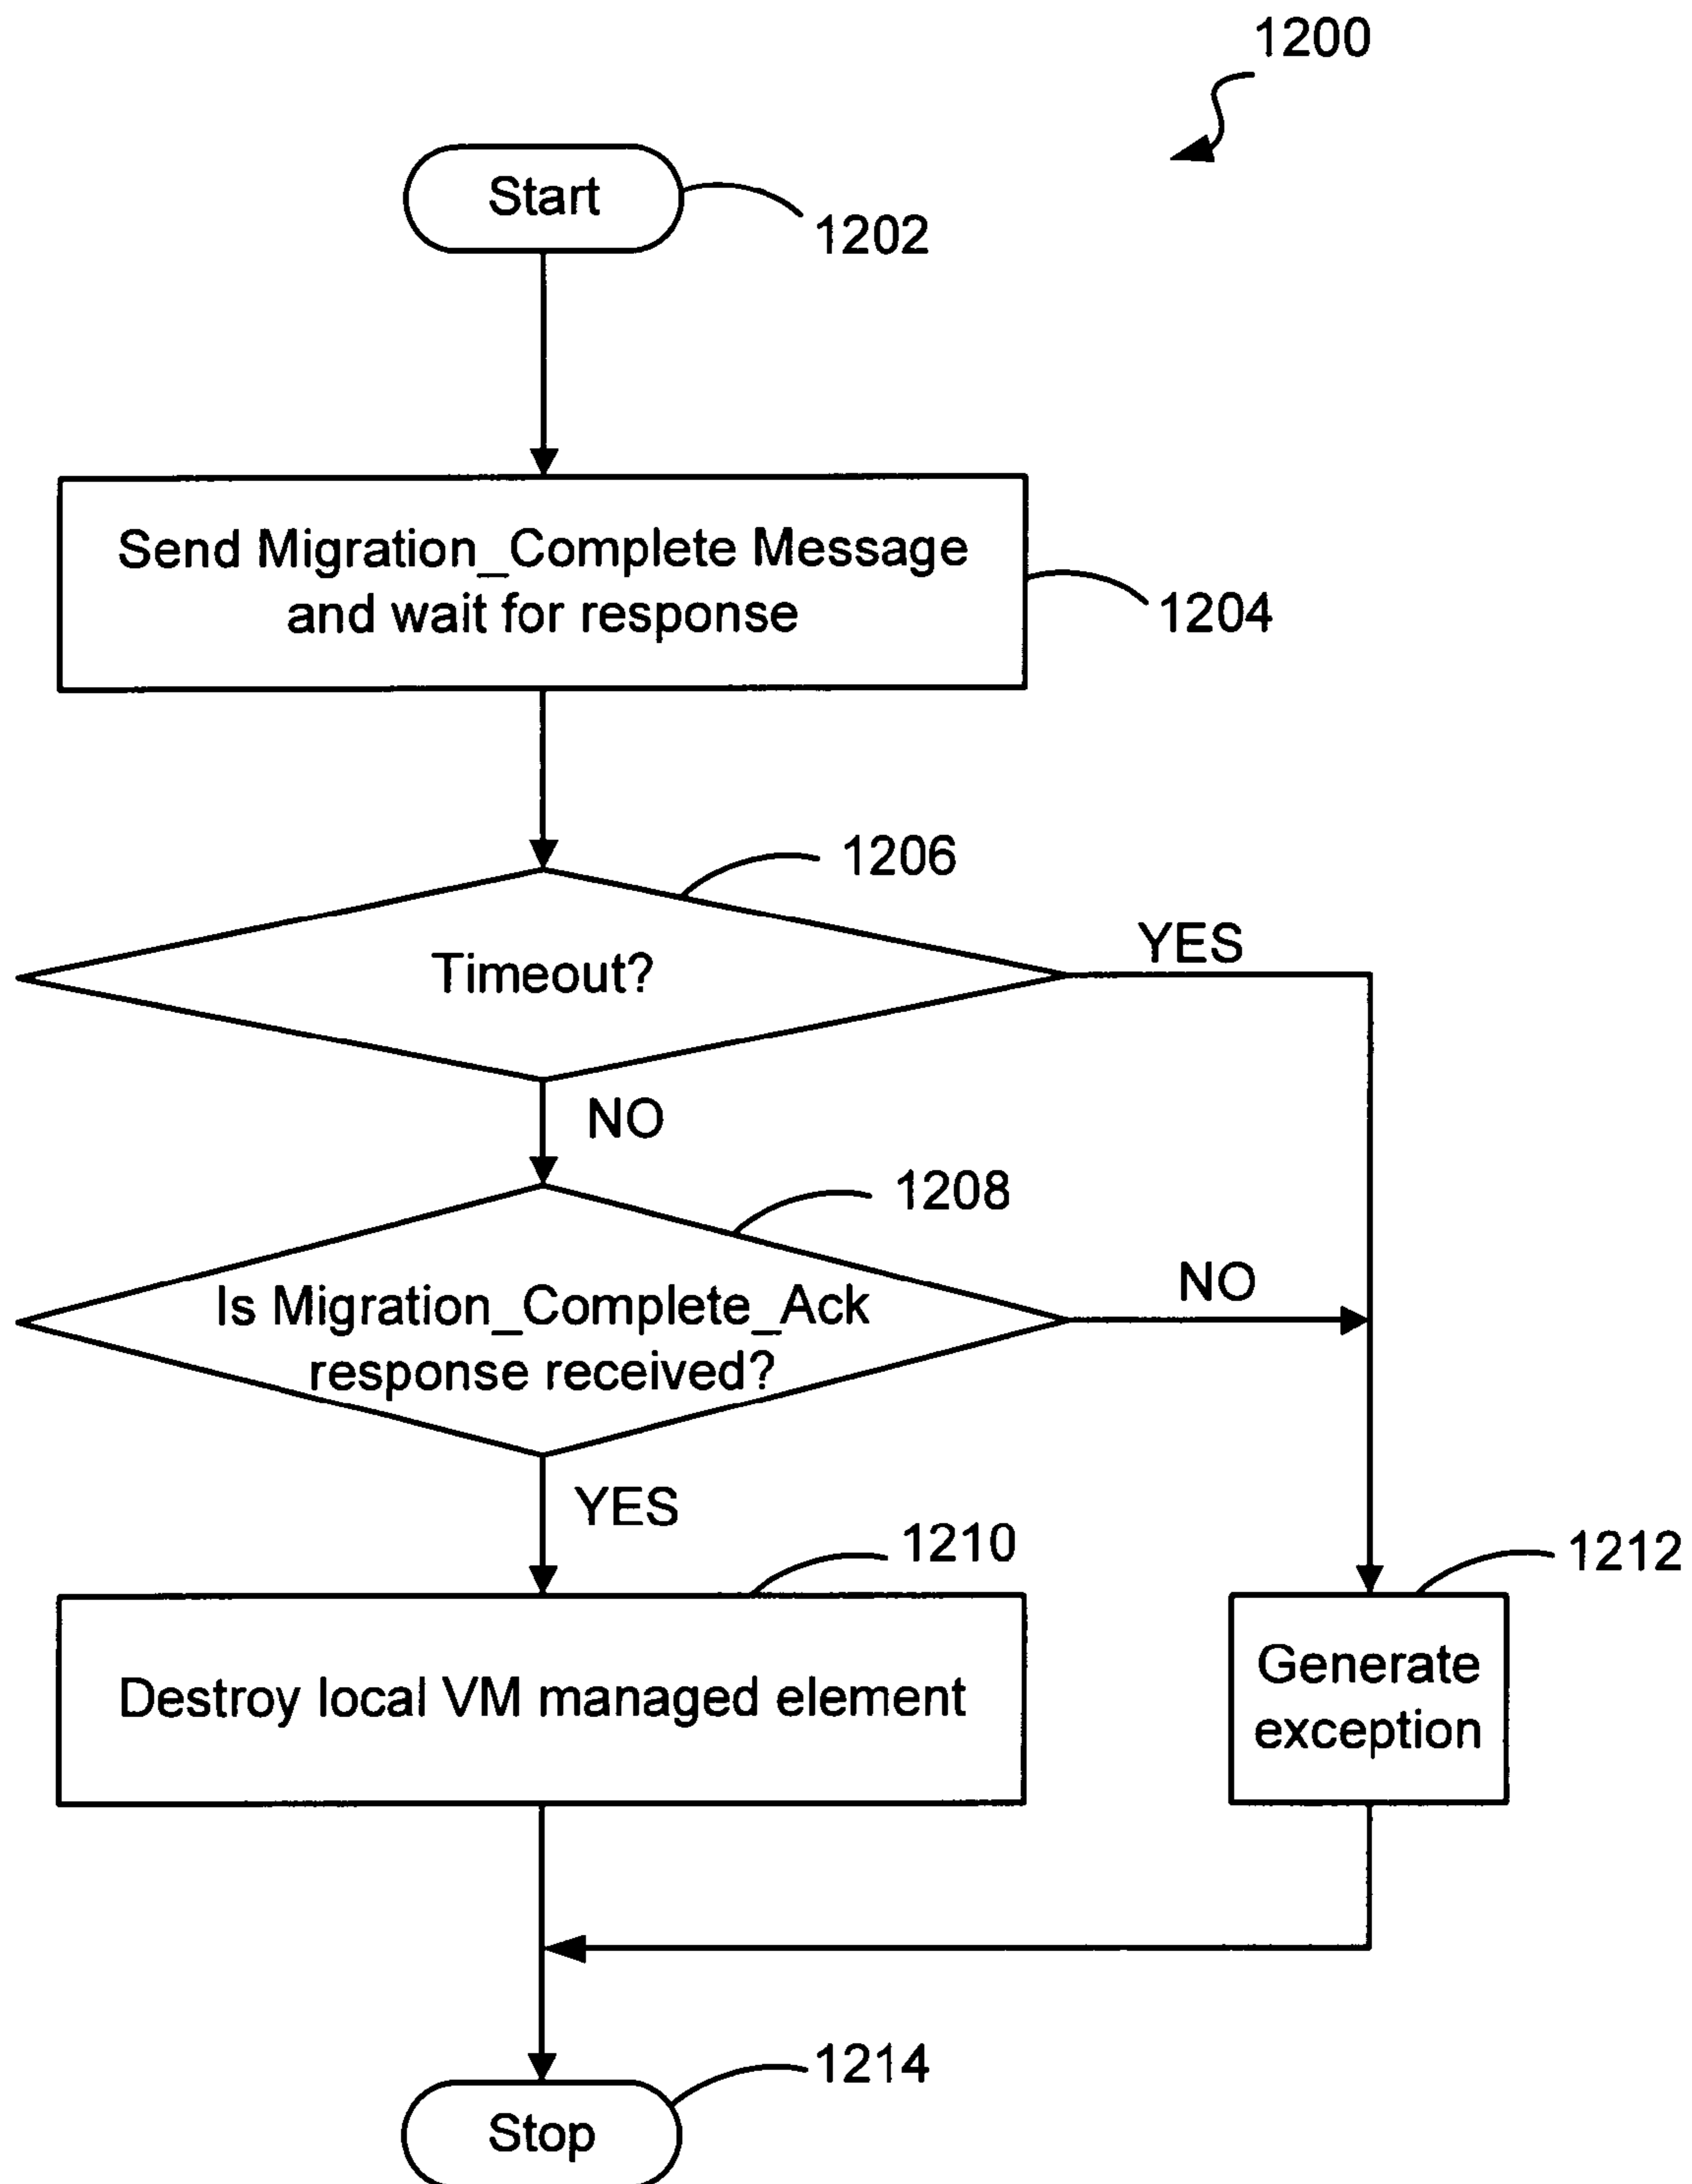 1200
Start
1202
Send Migration_Complete Message
and wait for response
1204
1206
Timeout?
YES
NO
1208
Is Migration_Complete_Ack
response received?
NO
YES
1210
1212
Destroy local VM managed element
Generate
exception
1214
Stop